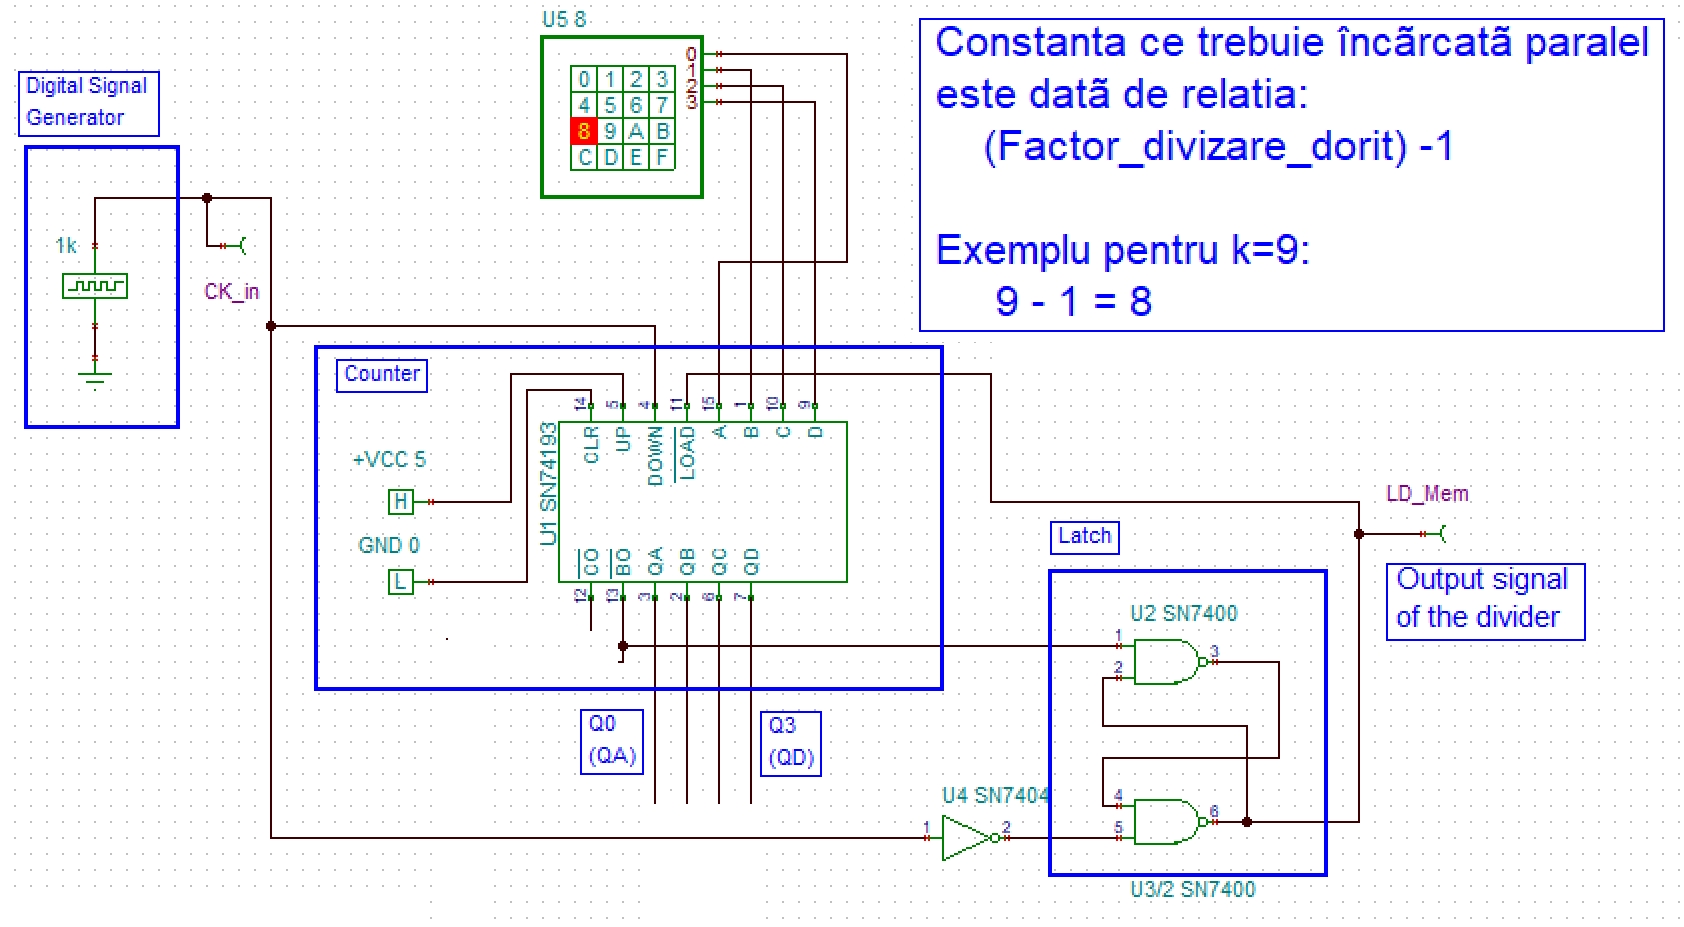 U5 8
0
1
2
3
0 1 2 3
4 5 6 7
8 9 A B
C D E F
Constanta ce trebuie încãrcatã paralel
este datã de relatia:
(Factor_divizare_dorit) -1
Exemplu pentru k=9:
9 - 1 = 8
Digital Signal
Generator
1k
CK_in
Counter
14 5 4 11 15 1 10 9
CLR UP DOWN LOAD A B C D
U1 SN74193
+VCC 5
H
GND 0
L
CO BO QA QB QC QD
12 13 3 2 6 7
Q0
(QA)
Q3
(QD)
LD_Mem
Latch
Output signal
of the divider
U2 SN7400
1
2
3
U4 SN7404
1
2
4
5
6
U3/2 SN7400